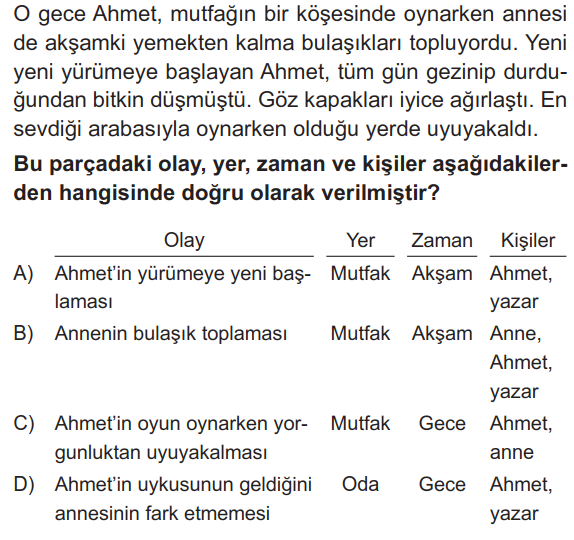 O gece Ahmet, mutfağın bir köşesinde oynarken annesi
de akşamki yemekten kalma bulaşıkları topluyordu. Yeni
yeni yürümeye başlayan Ahmet, tüm gün gezinip durdu-
ğundan bitkin düşmüştü. Göz kapakları iyice ağırlaştı. En
sevdiği arabasıyla oynarken olduğu yerde uyuyakaldı.
Bu parçadaki olay, yer, zaman ve kişiler aşağıdakiler-
den hangisinde doğru olarak verilmiştir?
Olay Yer Zaman Kişiler
A) Ahmet’in yürümeye yeni baş- Mutfak Akşam Ahmet,
laması yazar
B) Annenin bulaşık toplaması Mutfak Akşam Anne,
Ahmet,
yazar
C) Ahmet’in oyun oynarken yor- Mutfak Gece Ahmet,
gunluktan uyuyakalması anne
D) Ahmet’in uykusunun geldiğini Oda Gece Ahmet,
annesinin fark etmemesi yazar